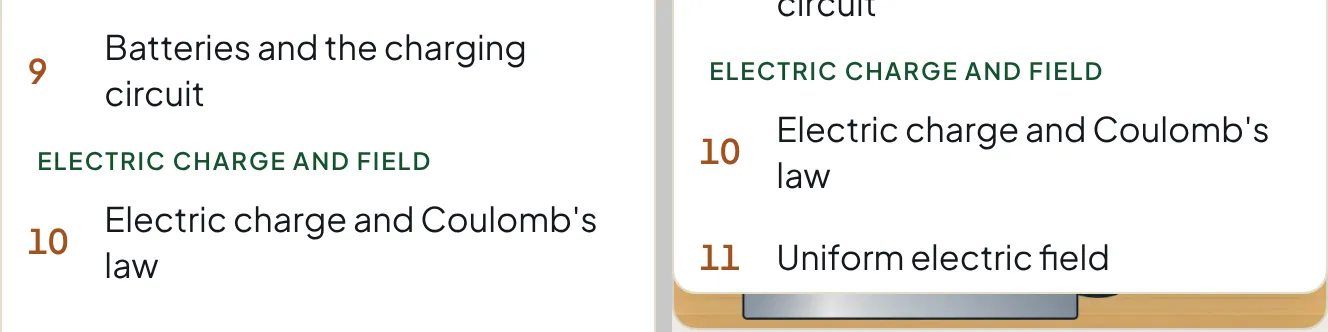 9
Batteries and the charging
circuit
ELECTRIC CHARGE AND FIELD
10
Electric charge and Coulomb's
law
circuit
ELECTRIC CHARGE AND FIELD
10
Electric charge and Coulomb's
law
11
Uniform electric field